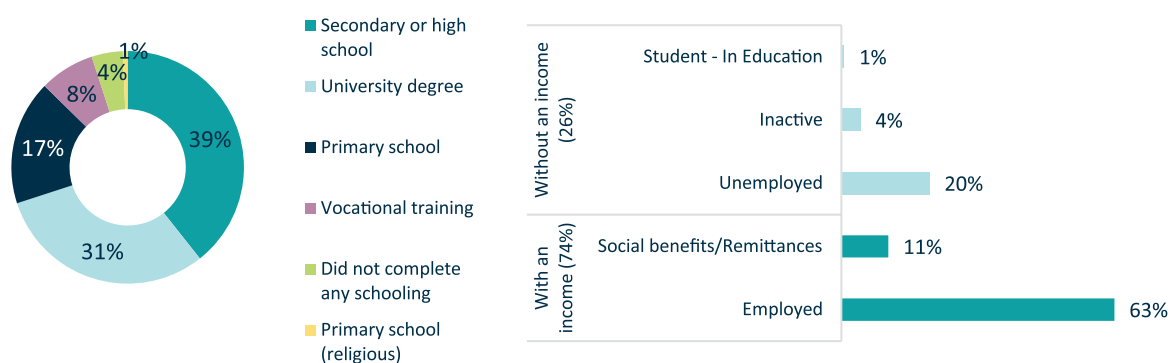 1%
4%
8%
17%
39%
31%
Secondary or high
school
University degree
Primary school
Vocational training
Did not complete
any schooling
Primary school
(religious)
Without an income
(26%)
Student - In Education
1%
Inactive
4%
Unemployed
20%
With an
income (74%)
Social benefits/Remittances
11%
Employed
63%